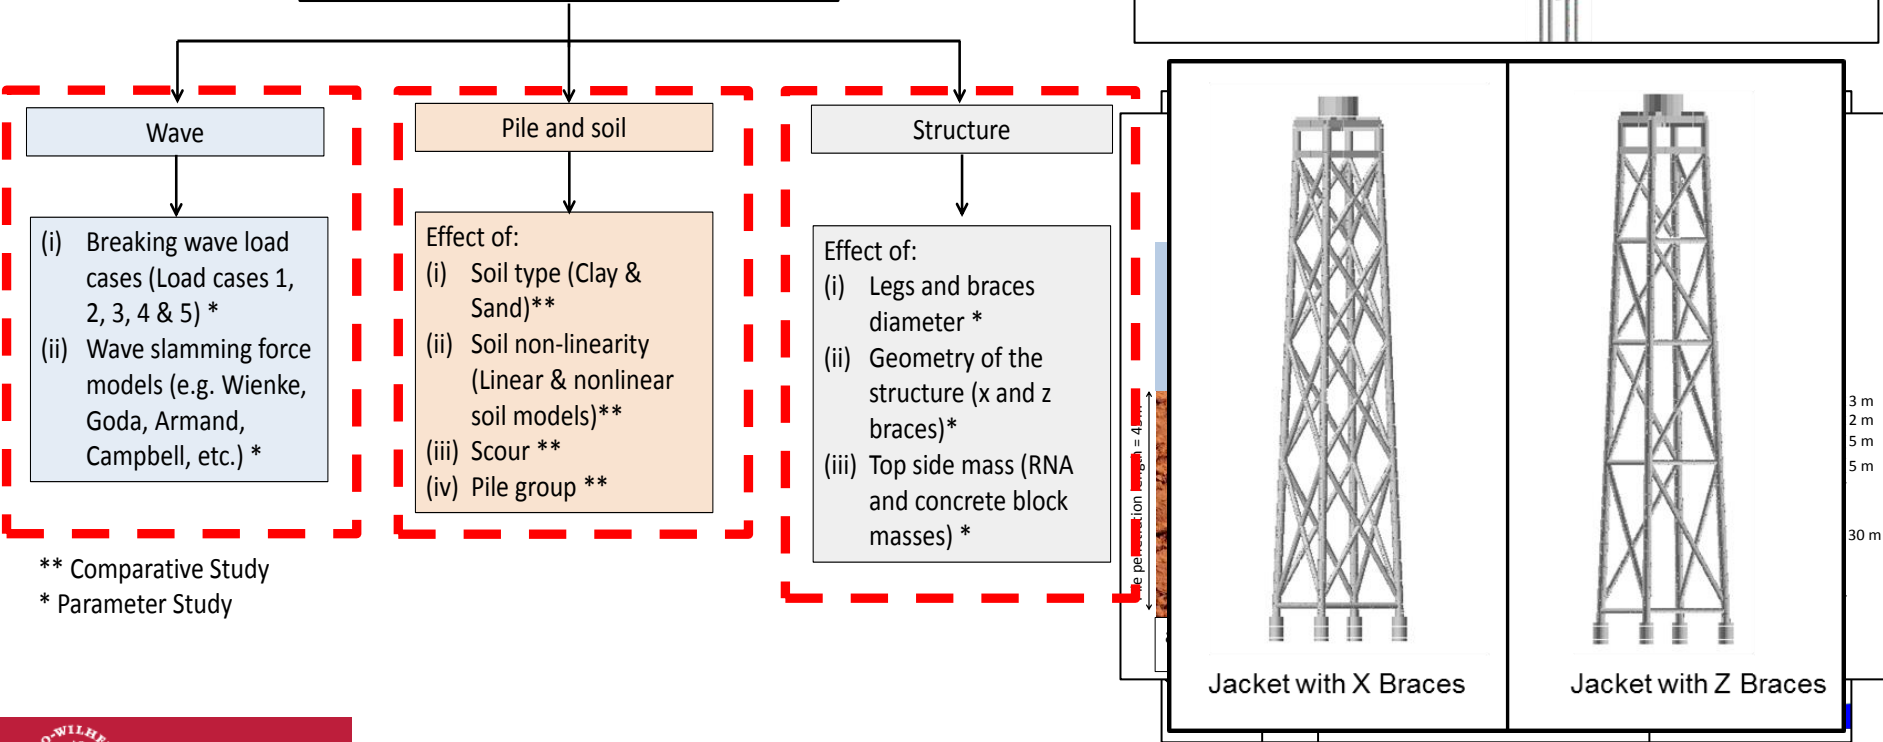 Wave
(i) Breaking wave load
cases (Load cases 1,
2, 3, 4 & 5) *
(ii) Wave slamming force
models (e.g. Wienke,
Goda, Armand,
Campbell, etc.) *
Pile and soil
Effect of:
(i) Soil type (Clay &
Sand)**
(ii) Soil non-linearity
(Linear & nonlinear
soil models)**
(iii) Scour **
(iv) Pile group **
Structure
Effect of:
(i) Legs and braces
diameter *
(ii) Geometry of the
structure (x and z
braces)*
(iii) Top side mass (RNA
and concrete block
masses) *
** Comparative Study
* Parameter Study
penetration length =
3 m
2 m
5 m
5 m
30 m
Jacket with X Braces
Jacket with Z Braces